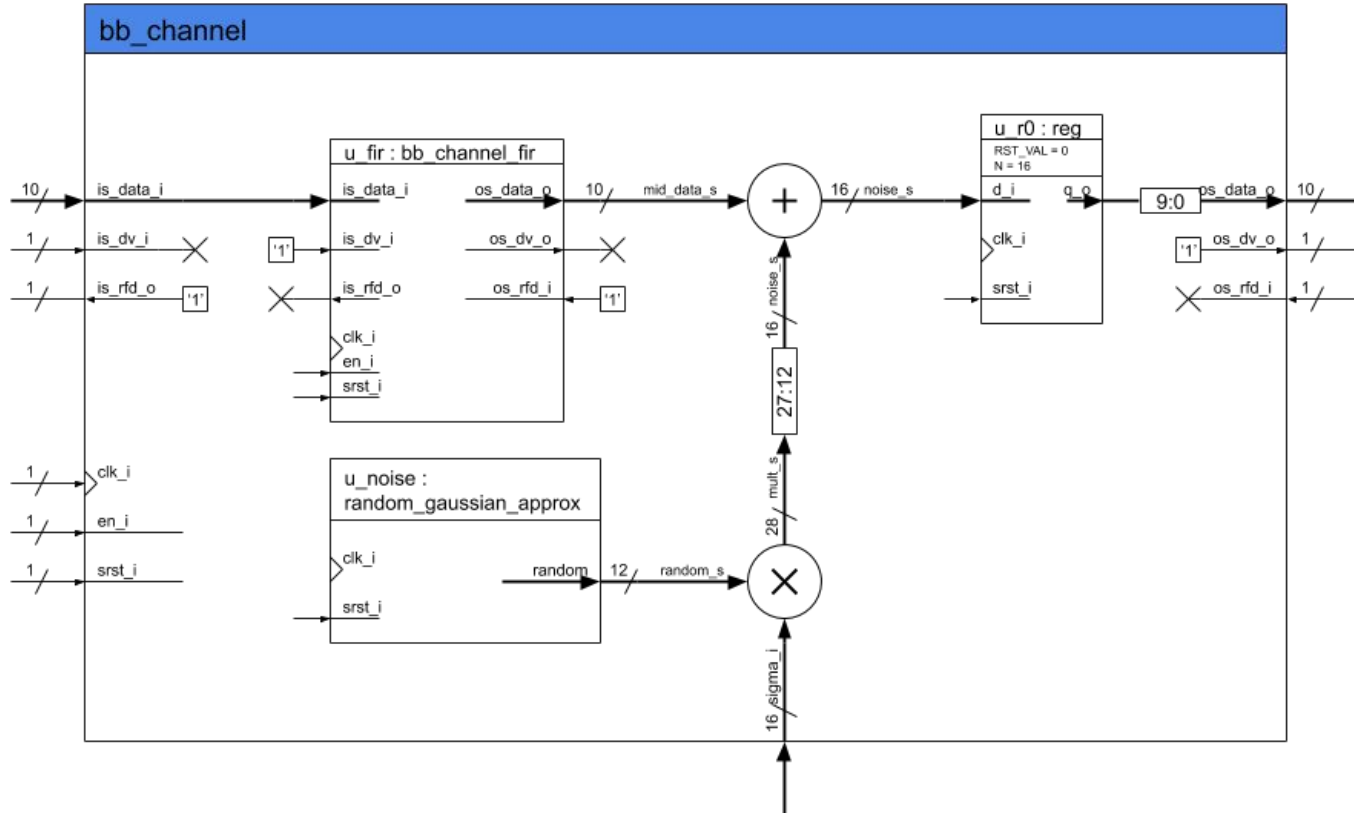 bb_channel
u_r0 : reg
RST_VAL = 0
N = 16
u_fir : bb_channel_fir
10 is_data_i is_data_i os_data_o 10 mid_data_s + 16 noise_s d_i q_o 9:0 os_data_o 10
1 is_dv_i '1' is_dv_i os_dv_o clk_i '1' os_dv_o 1
1 is_rfd_o '1' is_rfd_o os_rfd_i '1' srst_i os_rfd_i 1
16 noise_s
clk_i
en_i
srst_i
27:12
1 clk_i
1 en_i
1 srst_i
u_noise :
random_gaussian_approx
28 mult_s
clk_i
random 12 random_s ×
srst_i
16 sigma_i